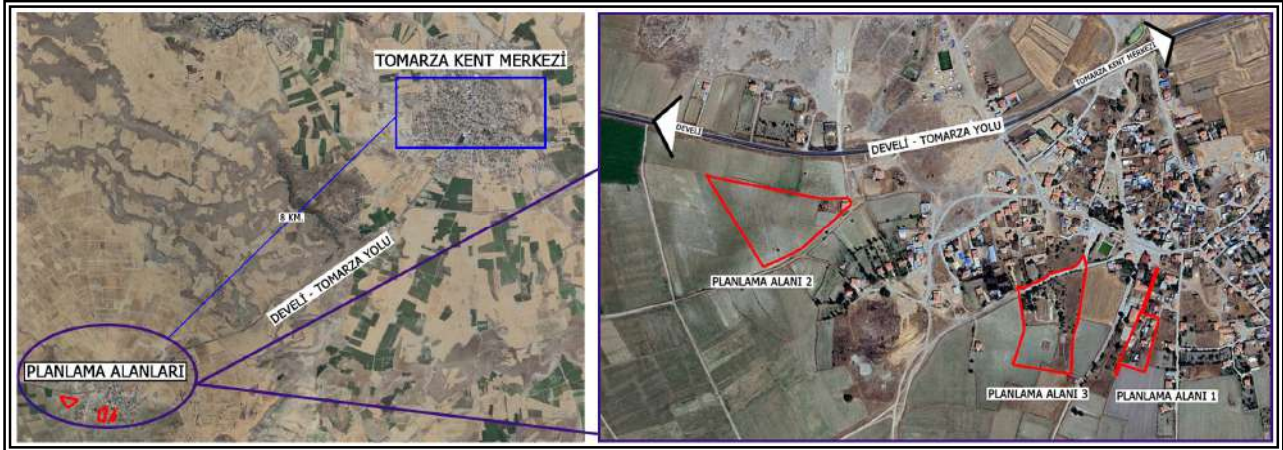 TOMARZA KENT MERKEZİ
8 KM.
DEVELİ - TOMARZA YOLU
PLANLAMA ALANLARI
TOMARZA KENT MERKEZİ
DEVELİ
DEVELİ - TOMARZA YOLU
PLANLAMA ALANI 2
PLANLAMA ALANI 3
PLANLAMA ALANI 1